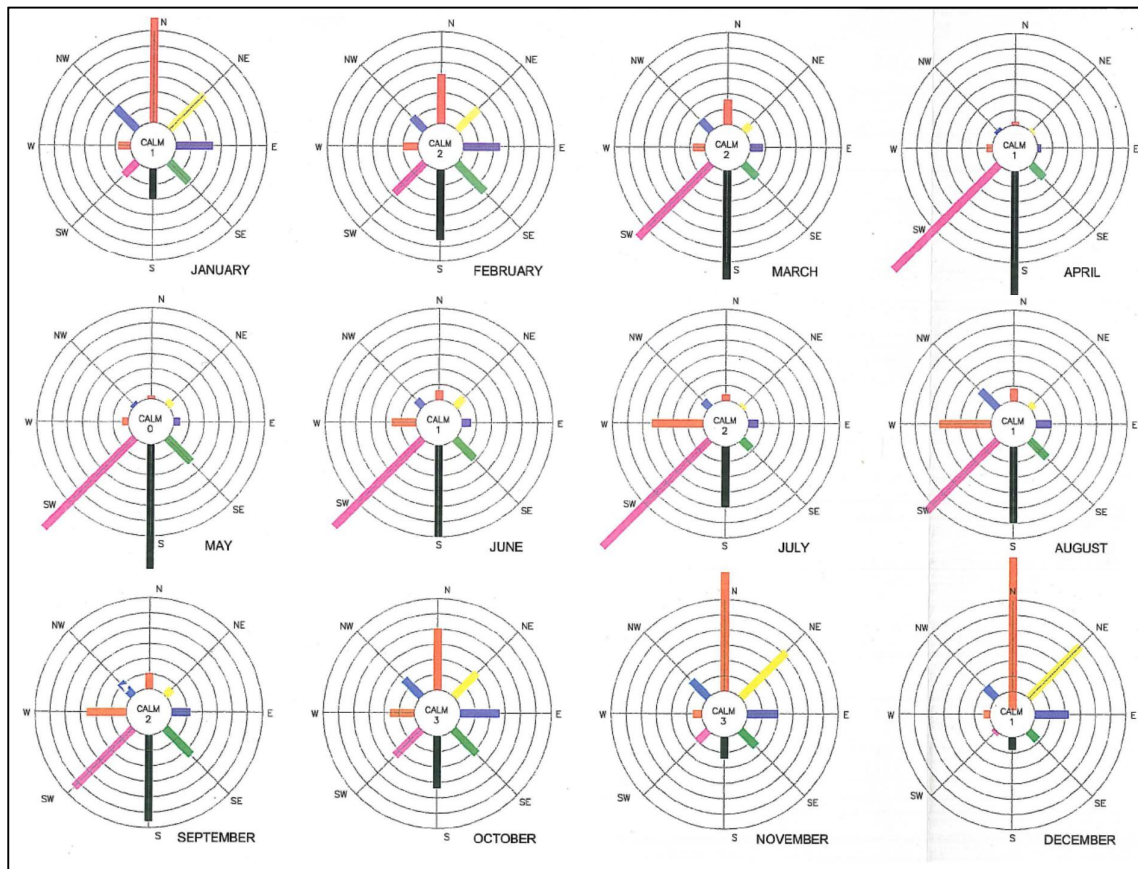 N
NW
NE
W
CALM
1
E
SW
SE
S
JANUARY
N
NW
NE
W
CALM
2
E
SW
SE
S
FEBRUARY
N
NW
NE
W
CALM
2
E
SW
SE
S
MARCH
N
NW
NE
W
CALM
1
E
SW
SE
S
APRIL
N
NW
NE
W
CALM
0
E
SW
SE
S
MAY
N
NW
NE
W
CALM
1
E
SW
SE
S
JUNE
N
NW
NE
W
CALM
2
E
SW
SE
S
JULY
N
NW
NE
W
CALM
1
E
SW
SE
S
AUGUST
N
NW
NE
W
CALM
2
E
SW
SE
S
SEPTEMBER
N
NW
NE
W
CALM
3
E
SW
SE
S
OCTOBER
N
NW
NE
W
CALM
3
E
SW
SE
S
NOVEMBER
N
NW
NE
W
CALM
1
E
SW
SE
S
DECEMBER